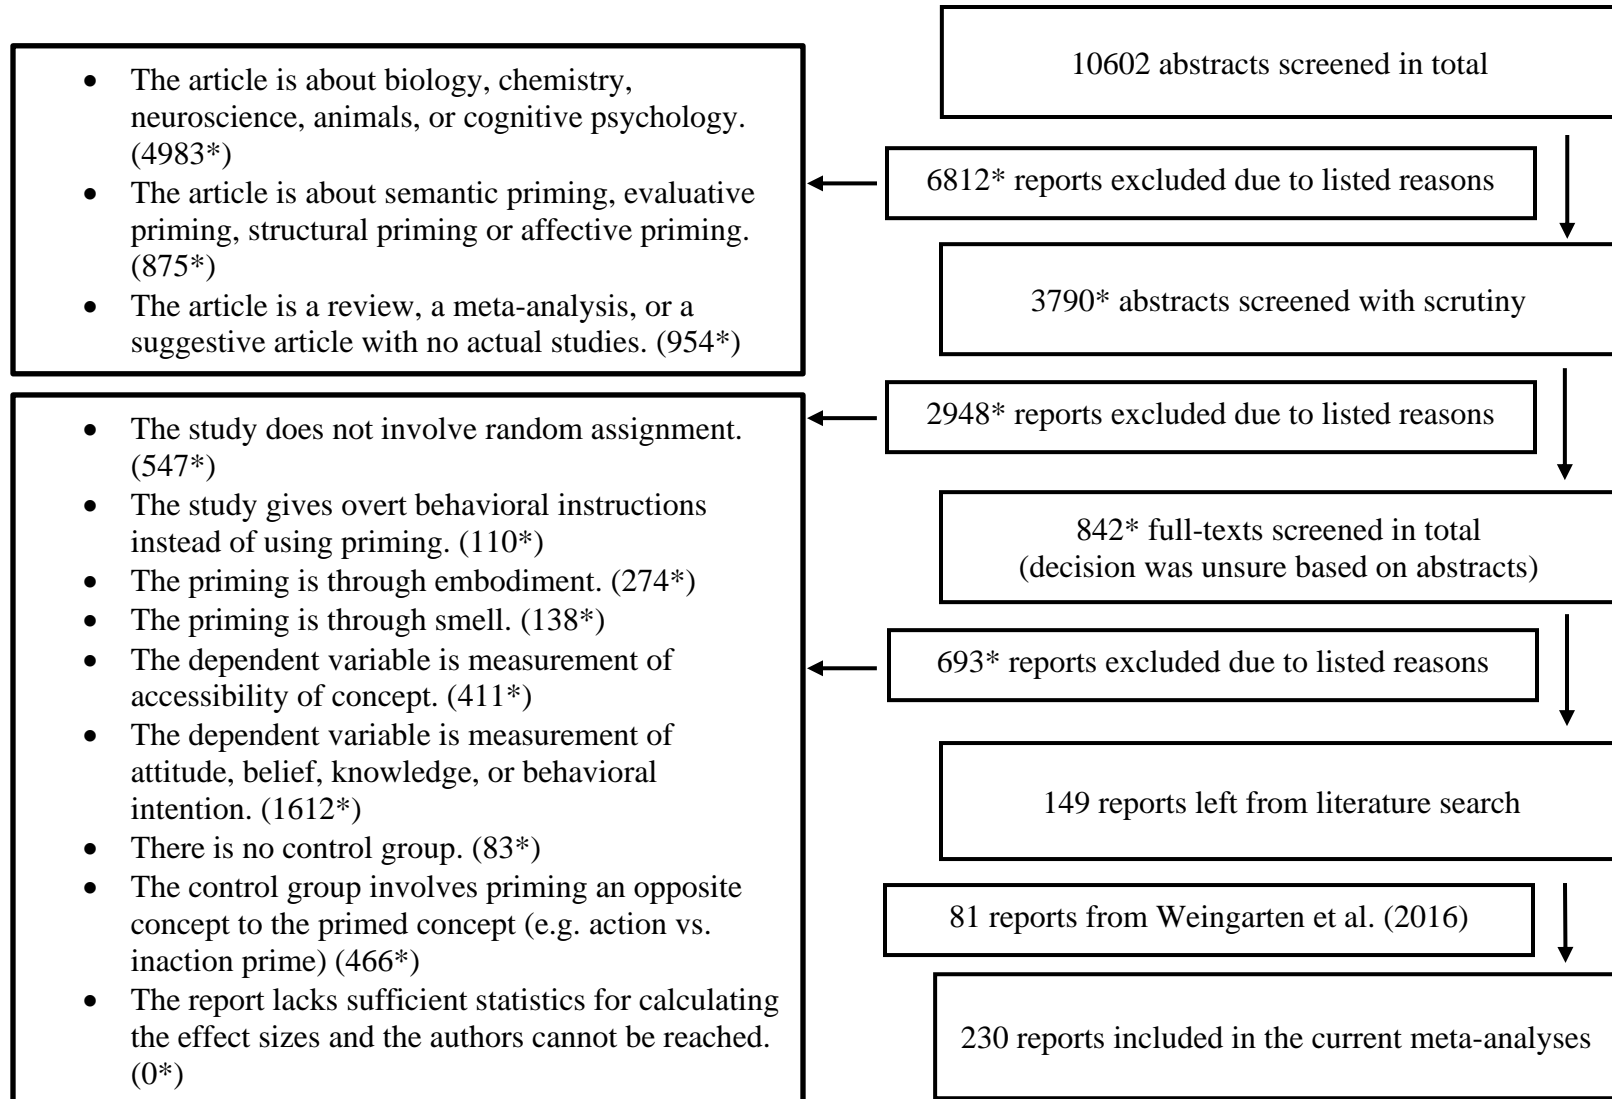 10602 abstracts screened in total
• The article is about biology, chemistry,
neuroscience, animals, or cognitive psychology.
(4983*)
• The article is about semantic priming, evaluative
priming, structural priming or affective priming.
(875*)
• The article is a review, a meta-analysis, or a
suggestive article with no actual studies. (954*)
6812* reports excluded due to listed reasons
3790* abstracts screened with scrutiny
2948* reports excluded due to listed reasons
• The study does not involve random assignment.
(547*)
• The study gives overt behavioral instructions
instead of using priming. (110*)
• The priming is through embodiment. (274*)
• The priming is through smell. (138*)
• The dependent variable is measurement of
accessibility of concept. (411*)
• The dependent variable is measurement of
attitude, belief, knowledge, or behavioral
intention. (1612*)
• There is no control group. (83*)
• The control group involves priming an opposite
concept to the primed concept (e.g. action vs.
inaction prime) (466*)
• The report lacks sufficient statistics for calculating
the effect sizes and the authors cannot be reached.
(0*)
842* full-texts screened in total
(decision was unsure based on abstracts)
693* reports excluded due to listed reasons
149 reports left from literature search
81 reports from Weingarten et al. (2016)
230 reports included in the current meta-analyses